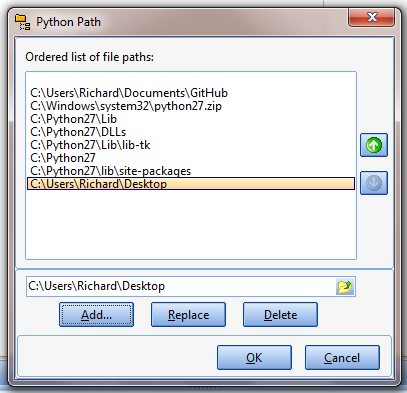 Python Path
Ordered list of file paths:
C:\Users\Richard\Documents\GitHub
C:\Windows\system32\python27.zip
C:\Python27\Lib
C:\Python27\DLLs
C:\Python27\Lib\lib-tk
C:\Python27
C:\Python27\lib\site-packages
C:\Users\Richard\Desktop
C:\Users\Richard\Desktop
Add... Replace Delete
OK Cancel